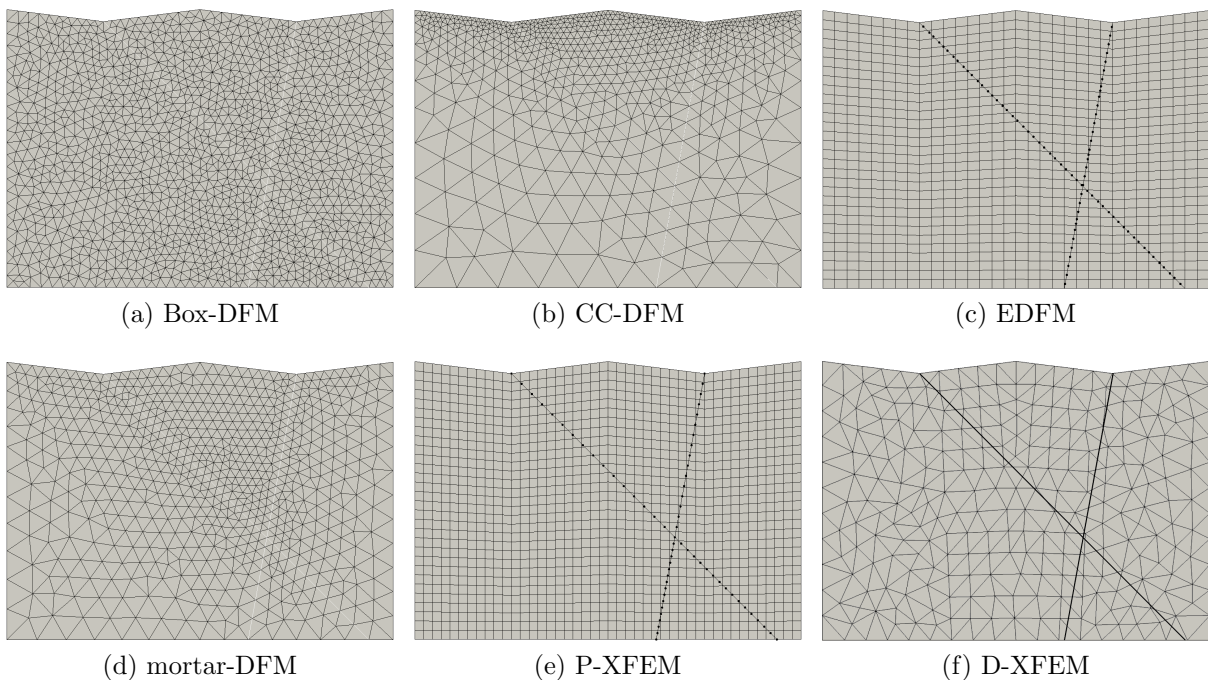 (a) Box-DFM
(b) CC-DFM
(c) EDFM
(d) mortar-DFM
(e) P-XFEM
(f) D-XFEM